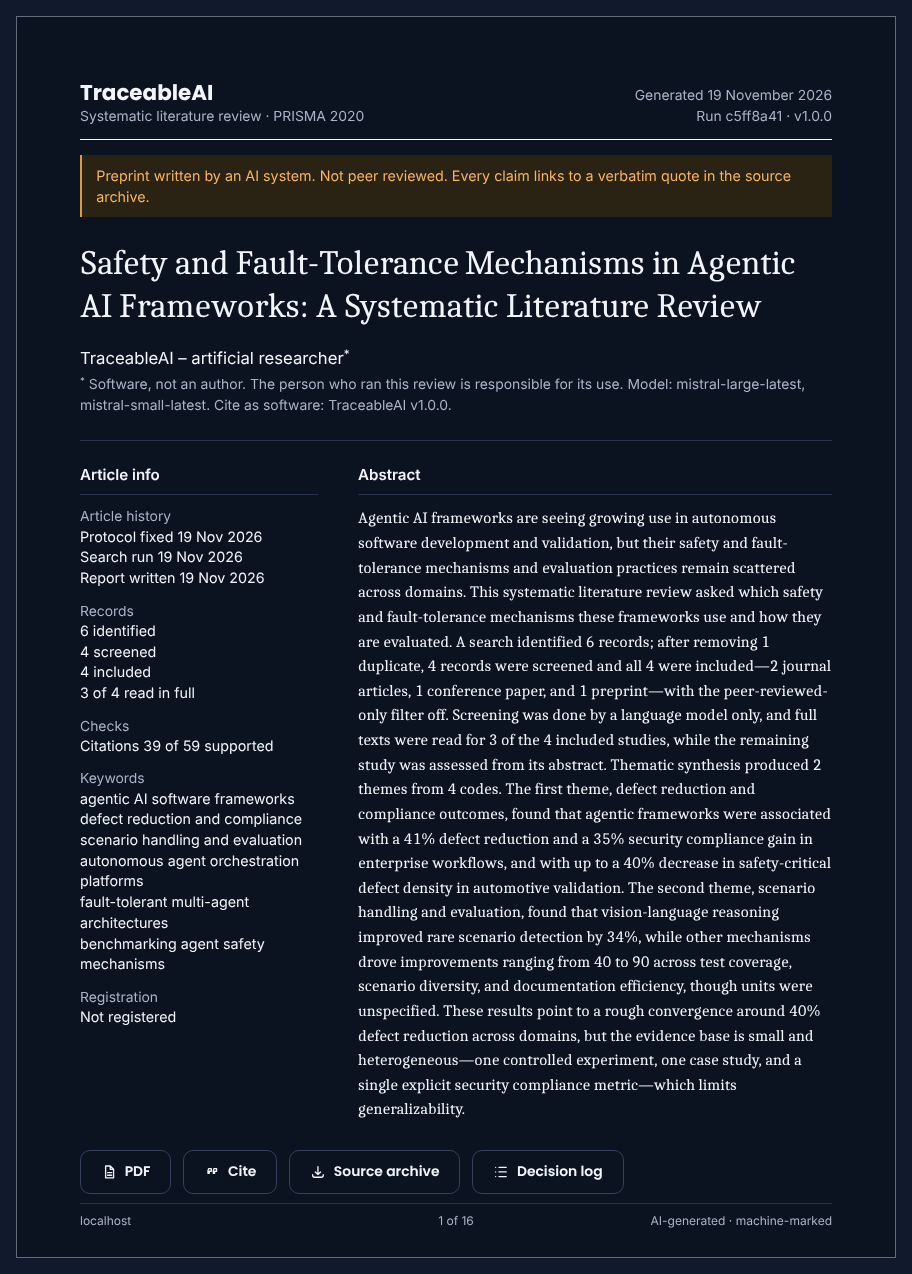 TraceableAI
Systematic literature review · PRISMA 2020
Generated 19 November 2026
Run c5ff8a41 · v1.0.0
Preprint written by an AI system. Not peer reviewed. Every claim links to a verbatim quote in the source
archive.
Safety and Fault-Tolerance Mechanisms in Agentic
AI Frameworks: A Systematic Literature Review
TraceableAI – artificial researcher*
* Software, not an author. The person who ran this review is responsible for its use. Model: mistral-large-latest,
mistral-small-latest. Cite as software: TraceableAI v1.0.0.
Article info
Article history
Protocol fixed 19 Nov 2026
Search run 19 Nov 2026
Report written 19 Nov 2026
Records
6 identified
4 screened
4 included
3 of 4 read in full
Checks
Citations 39 of 59 supported
Keywords
agentic AI software frameworks
defect reduction and compliance
scenario handling and evaluation
autonomous agent orchestration
platforms
fault-tolerant multi-agent
architectures
benchmarking agent safety
mechanisms
Registration
Not registered
Abstract
Agentic AI frameworks are seeing growing use in autonomous
software development and validation, but their safety and fault-
tolerance mechanisms and evaluation practices remain scattered
across domains. This systematic literature review asked which safety
and fault-tolerance mechanisms these frameworks use and how they
are evaluated. A search identified 6 records; after removing 1
duplicate, 4 records were screened and all 4 were included—2 journal
articles, 1 conference paper, and 1 preprint—with the peer-reviewed-
only filter off. Screening was done by a language model only, and full
texts were read for 3 of the 4 included studies, while the remaining
study was assessed from its abstract. Thematic synthesis produced 2
themes from 4 codes. The first theme, defect reduction and
compliance outcomes, found that agentic frameworks were associated
with a 41% defect reduction and a 35% security compliance gain in
enterprise workflows, and with up to a 40% decrease in safety-critical
defect density in automotive validation. The second theme, scenario
handling and evaluation, found that vision-language reasoning
improved rare scenario detection by 34%, while other mechanisms
drove improvements ranging from 40 to 90 across test coverage,
scenario diversity, and documentation efficiency, though units were
unspecified. These results point to a rough convergence around 40%
defect reduction across domains, but the evidence base is small and
heterogeneous—one controlled experiment, one case study, and a
single explicit security compliance metric—which limits
generalizability.
PDF
Cite
Source archive
Decision log
localhost
1 of 16
AI-generated · machine-marked